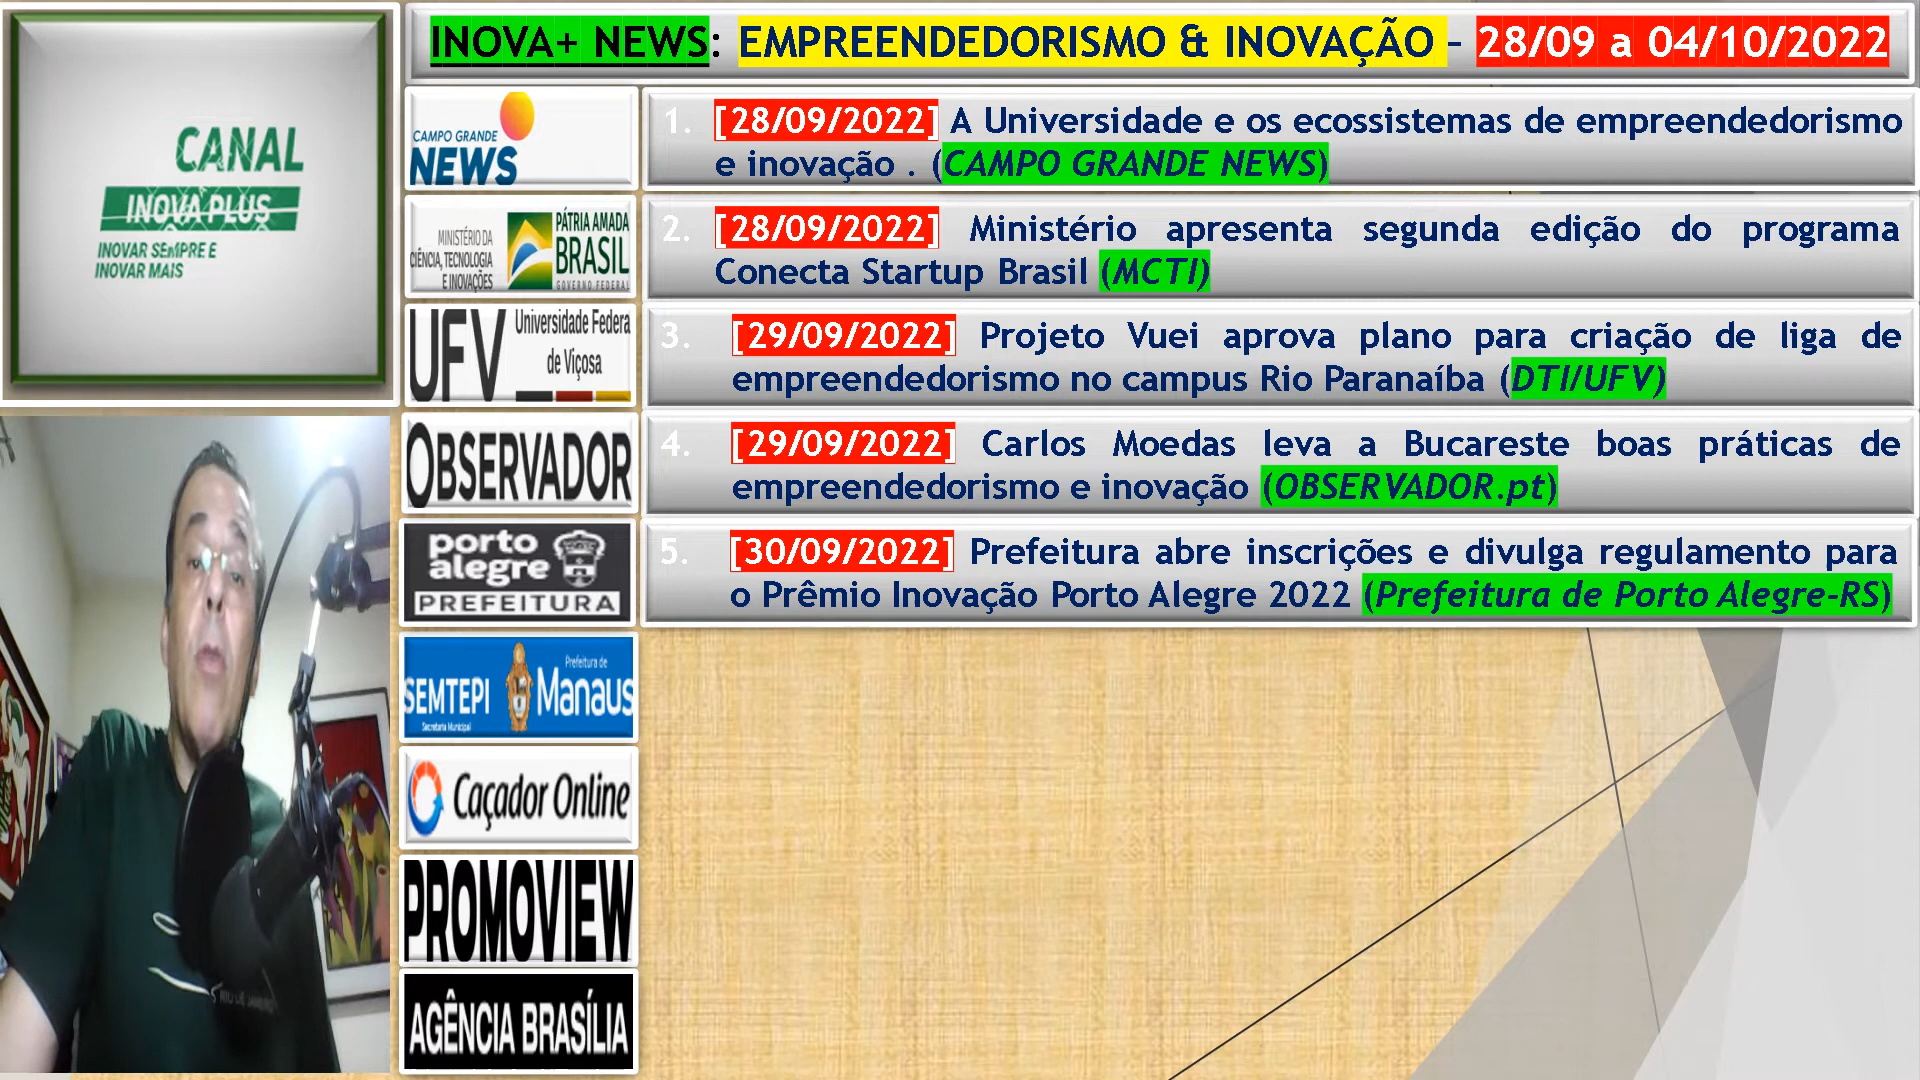 INOVA+ NEWS: EMPREENDEDORISMO & INOVAÇÃO – 28/09 a 04/10/2022
CANAL
INOVA PLUS
INOVAR SEMPRE E
INOVAR MAIS
CAMPO GRANDE
NEWS
1. [28/09/2022] A Universidade e os ecossistemas de empreendedorismo
e inovação . (CAMPO GRANDE NEWS)
MINISTÉRIO DA
CIÊNCIA, TECNOLOGIA
E INOVAÇÕES
PÁTRIA AMADA
BRASIL
GOVERNO FEDERAL
2. [28/09/2022] Ministério apresenta segunda edição do programa
Conecta Startup Brasil (MCTI)
UFV
Universidade Federa
de Viçosa
3. [29/09/2022] Projeto Vuei aprova plano para criação de liga de
empreendedorismo no campus Rio Paranaíba (DTI/UFV)
OBSERVADOR
4. [29/09/2022] Carlos Moedas leva a Bucareste boas práticas de
empreendedorismo e inovação (OBSERVADOR.pt)
porto
alegre
PREFEITURA
5. [30/09/2022] Prefeitura abre inscrições e divulga regulamento para
o Prêmio Inovação Porto Alegre 2022 (Prefeitura de Porto Alegre-RS)
SEMTEPI
Secretaria Municipal
Prefeitura de
Manaus
Caçador Online
PROMOVIEW
AGÊNCIA BRASÍLIA